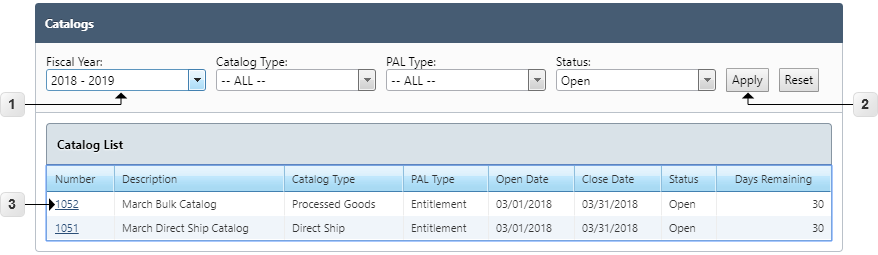 Catalogs
Fiscal Year: Catalog Type: PAL Type: Status:
2018 - 2019 -- ALL -- -- ALL -- Open Apply Reset
1 2
Catalog List
Number Description Catalog Type PAL Type Open Date Close Date Status Days Remaining
3 1052 March Bulk Catalog Processed Goods Entitlement 03/01/2018 03/31/2018 Open 30
1051 March Direct Ship Catalog Direct Ship Entitlement 03/01/2018 03/31/2018 Open 30